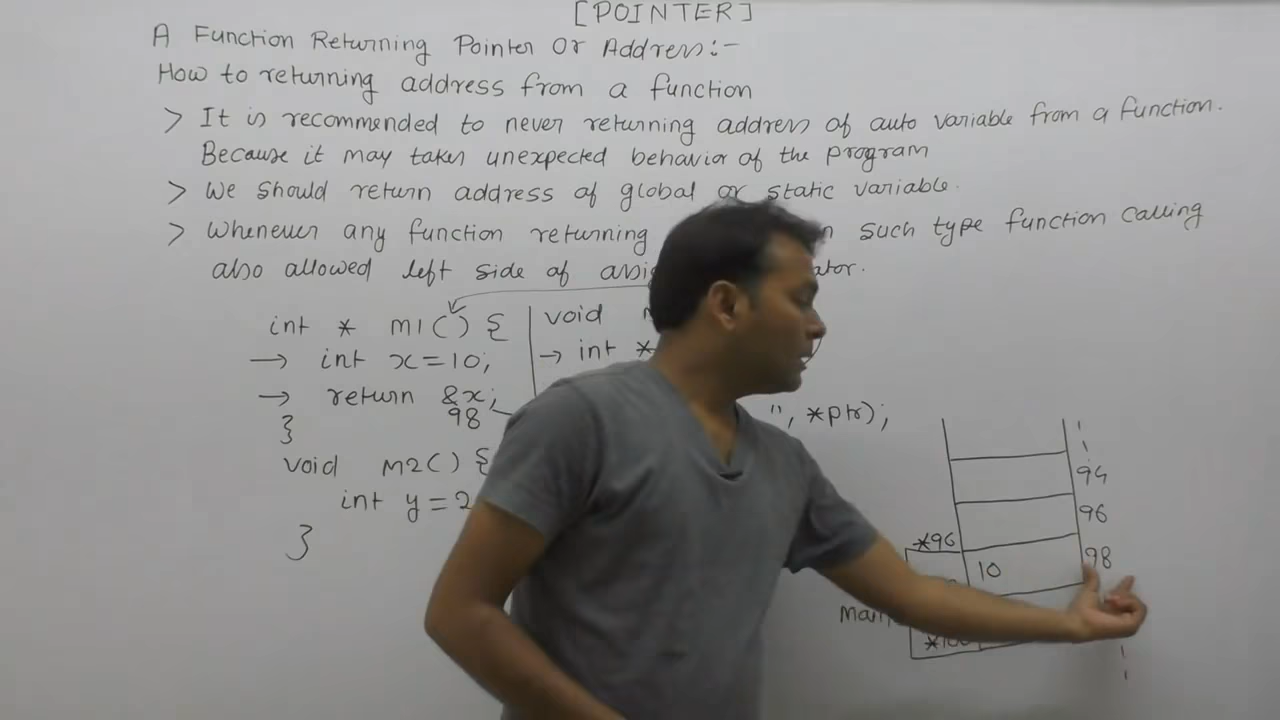 [POINTER]
A Function Returning Pointer Or Address:-
How to returning address from a function
> It is recommended to never returning address of auto variable from a function.
Because it may takes unexpected behavior of the program
> We should return address of global or static variable.
> Whenever any function returning such type function calling
also allowed left side of
int * m1() {
→ int x=10;
→ return &x;
98
}
void m2() {
int y=2
}
void
→ int *
", *ptr);
94
96
98
*96
10
main